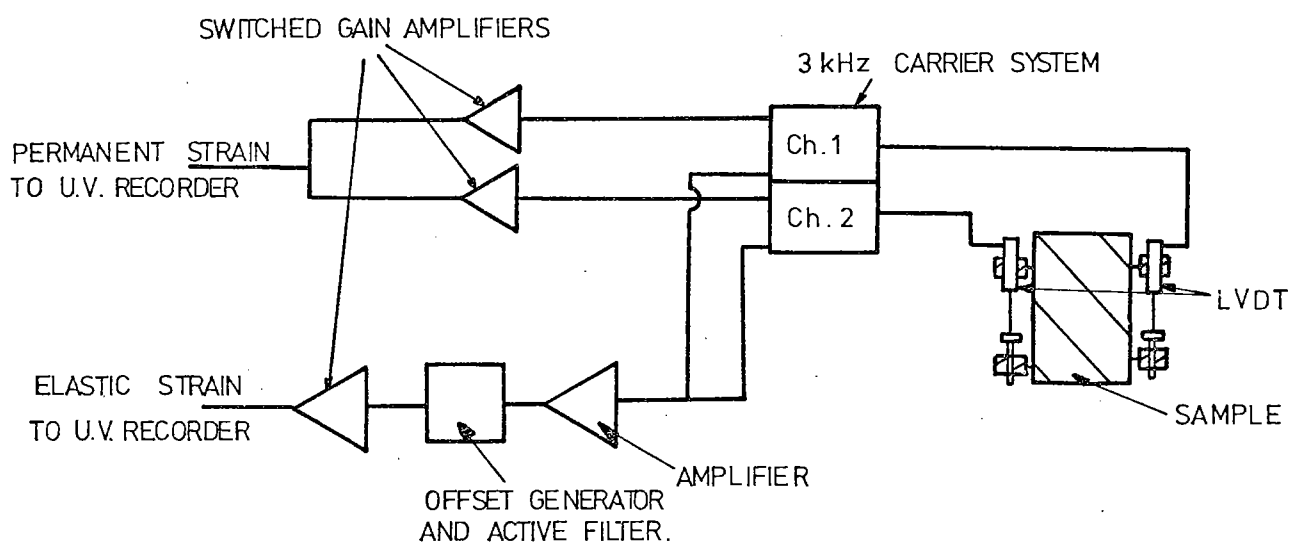 SWITCHED GAIN AMPLIFIERS
3 kHz CARRIER SYSTEM
Ch.1
PERMANENT STRAIN
TO U.V. RECORDER
Ch. 2
LVDT
ELASTIC STRAIN
TO U.V. RECORDER
SAMPLE
AMPLIFIER
OFFSET GENERATOR
AND ACTIVE FILTER.